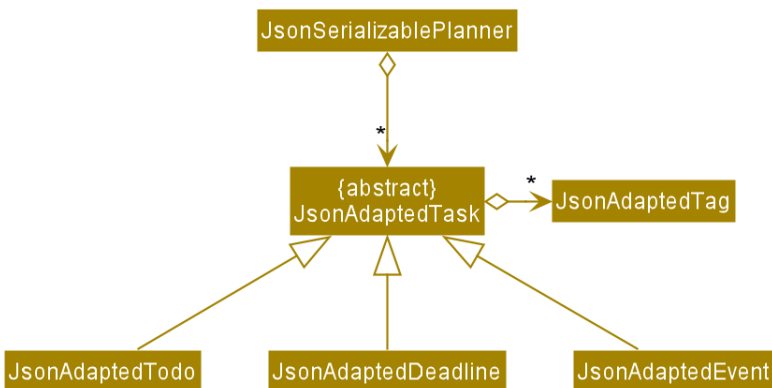 JsonSerializablePlanner
*
{abstract}
JsonAdaptedTask
*
JsonAdaptedTag
JsonAdaptedTodo
JsonAdaptedDeadline
JsonAdaptedEvent